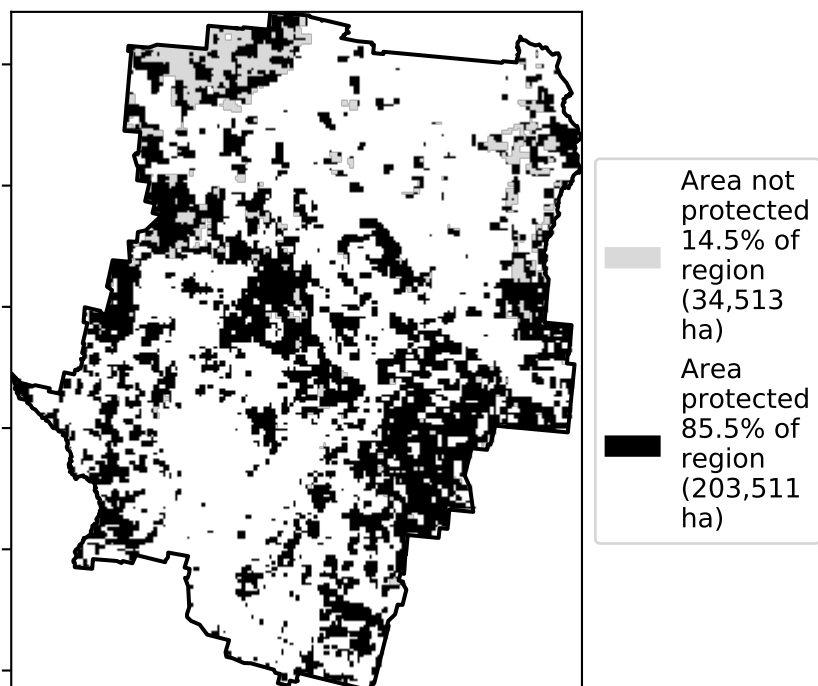 Area not
protected
14.5% of
region
(34,513
ha)
Area
protected
85.5% of
region
(203,511
ha)